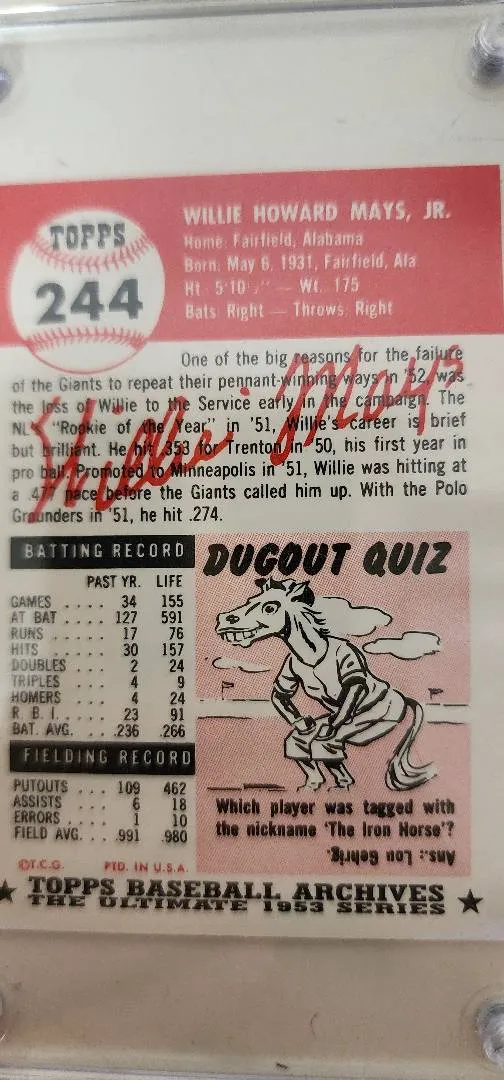 TOPPS
244
WILLIE HOWARD MAYS, JR.
Home: Fairfield, Alabama
Born: May 6, 1931, Fairfield, Ala.
Ht. 5'10½" — Wt. 175
Bats: Right — Throws: Right
One of the big reasons for the failure
of the Giants to repeat their pennant-winning ways in '52, was
the loss of Willie to the Service early in the campaign. The
NL's "Rookie of the Year" in '51, Willie's career is brief
but brilliant. He hit .353 for Trenton in '50, his first year in
pro ball. Promoted to Minneapolis in '51, Willie was hitting at
a .477 pace before the Giants called him up. With the Polo
Grounders in '51, he hit .274.
Willie Mays
BATTING RECORD
PAST YR. LIFE
GAMES .... 34 155
AT BAT .... 127 591
RUNS .... 17 76
HITS .... 30 157
DOUBLES .... 2 24
TRIPLES .... 4 9
HOMERS .... 4 24
R. B. I. .... 23 91
BAT. AVG. .236 .266
FIELDING RECORD
PUTOUTS ... 109 462
ASSISTS ... 6 18
ERRORS ... 1 10
FIELD AVG. .. .991 .980
DUGOUT QUIZ
Which player was tagged with
the nickname 'The Iron Horse'?
Ans.: Lou Gehrig.
©T.C.G. PTD. IN U.S.A.
★ TOPPS BASEBALL ARCHIVES ★
THE ULTIMATE 1953 SERIES